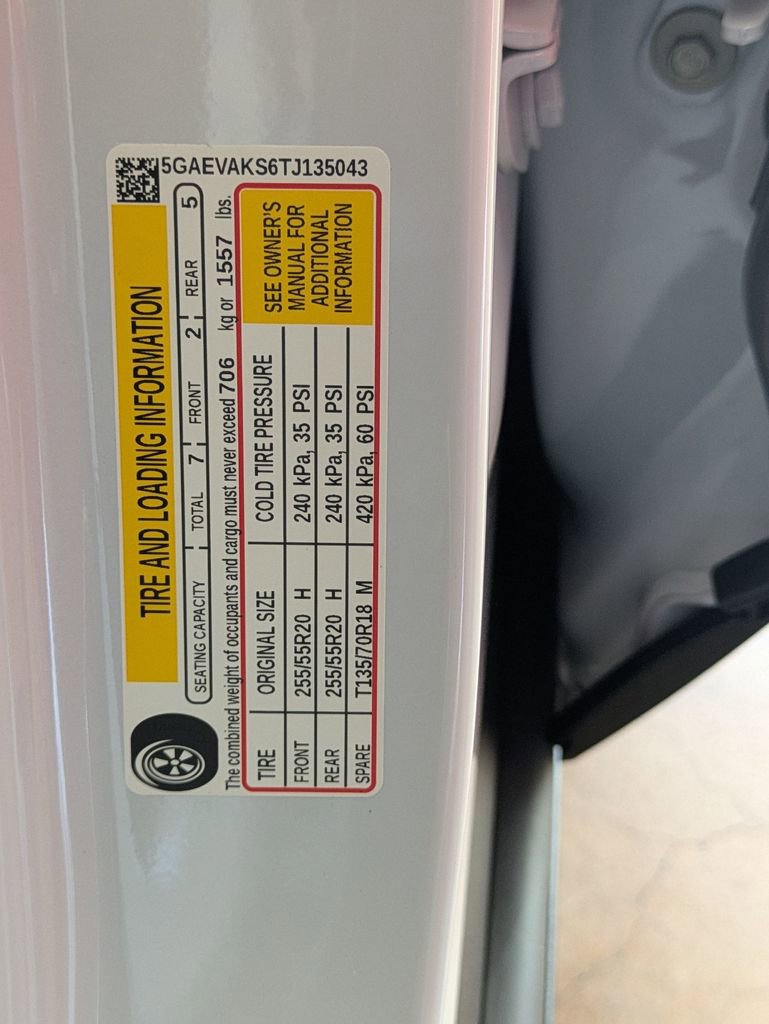 5GAEVAKS6TJ135043
TIRE AND LOADING INFORMATION
SEATING CAPACITY TOTAL 7 FRONT 2 REAR 5
The combined weight of occupants and cargo must never exceed 706 kg or 1557 lbs.
TIRE ORIGINAL SIZE COLD TIRE PRESSURE
FRONT 255/55R20 H 240 kPa, 35 PSI
REAR 255/55R20 H 240 kPa, 35 PSI
SPARE T135/70R18 M 420 kPa, 60 PSI
SEE OWNER'S
MANUAL FOR
ADDITIONAL
INFORMATION